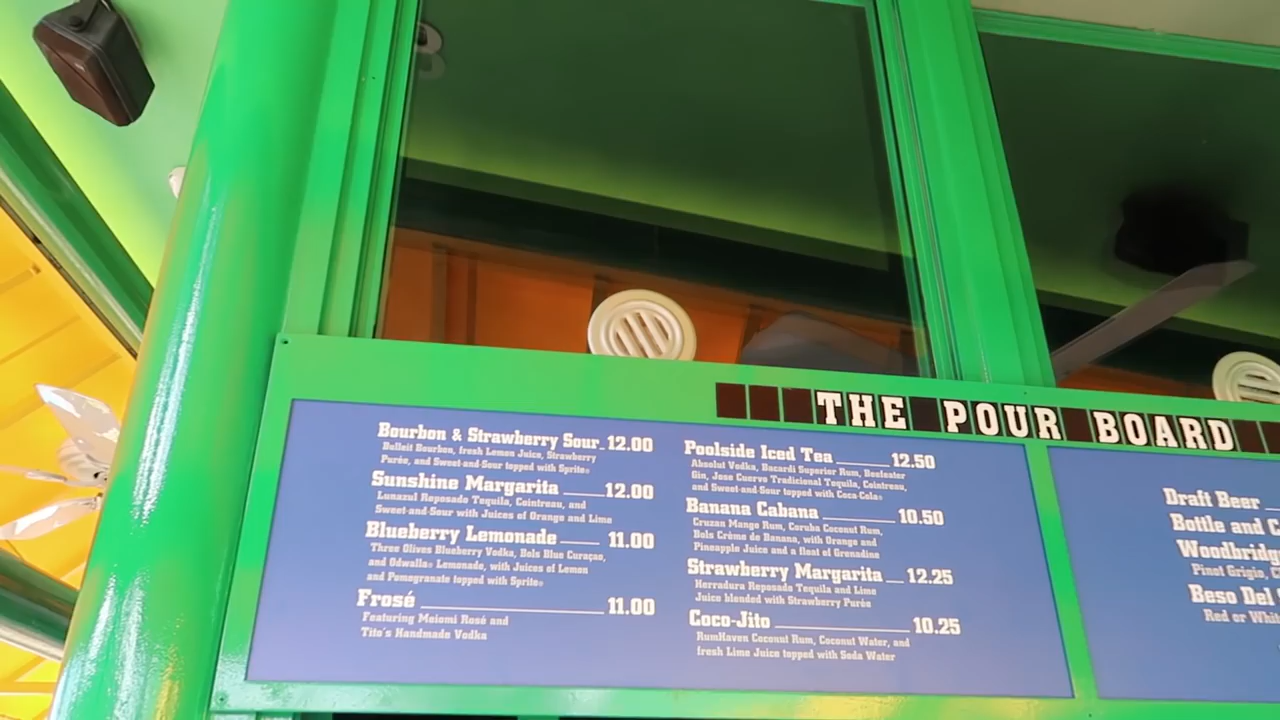 THE POUR BOARD
Bourbon & Strawberry Sour 12.00
Bulleit Bourbon, fresh Lemon Juice, Strawberry
Purée, and Sweet-and-Sour topped with Sprite®
Sunshine Margarita 12.00
Lunazul Reposado Tequila, Cointreau, and
Sweet-and-Sour with Juices of Orange and Lime
Blueberry Lemonade 11.00
Three Olives Blueberry Vodka, Bols Blue Curaçao,
and Odwalla® Lemonade, with Juices of Lemon
and Pomegranate topped with Sprite®
Frosé 11.00
Featuring Meiomi Rosé and
Tito's Handmade Vodka
Poolside Iced Tea 12.50
Absolut Vodka, Bacardi Superior Rum, Beefeater
Gin, Jose Cuervo Tradicional Tequila, Cointreau,
and Sweet-and-Sour topped with Coca Cola®
Banana Cabana 10.50
Cruzan Mango Rum, Coruba Coconut Rum,
Bols Crème de Banana, with Orange and
Pineapple Juice and a float of Grenadine
Strawberry Margarita 12.25
Herradura Reposado Tequila and Lime
Juice blended with Strawberry Purée
Coco-Jito 10.25
RumHaven Coconut Rum, Coconut Water, and
fresh Lime Juice topped with Soda Water
Draft Beer
Bottle and C
Woodbridg
Pinot Grigio, C
Beso Del
Red or Whit